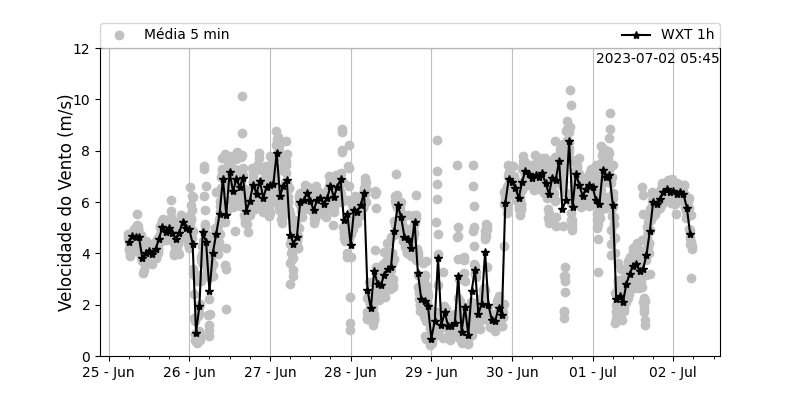 Média 5 min
WXT 1h
2023-07-02 05:45
Velocidade do Vento (m/s)
12
10
8
6
4
2
0
25 - Jun 26 - Jun 27 - Jun 28 - Jun 29 - Jun 30 - Jun 01 - Jul 02 - Jul